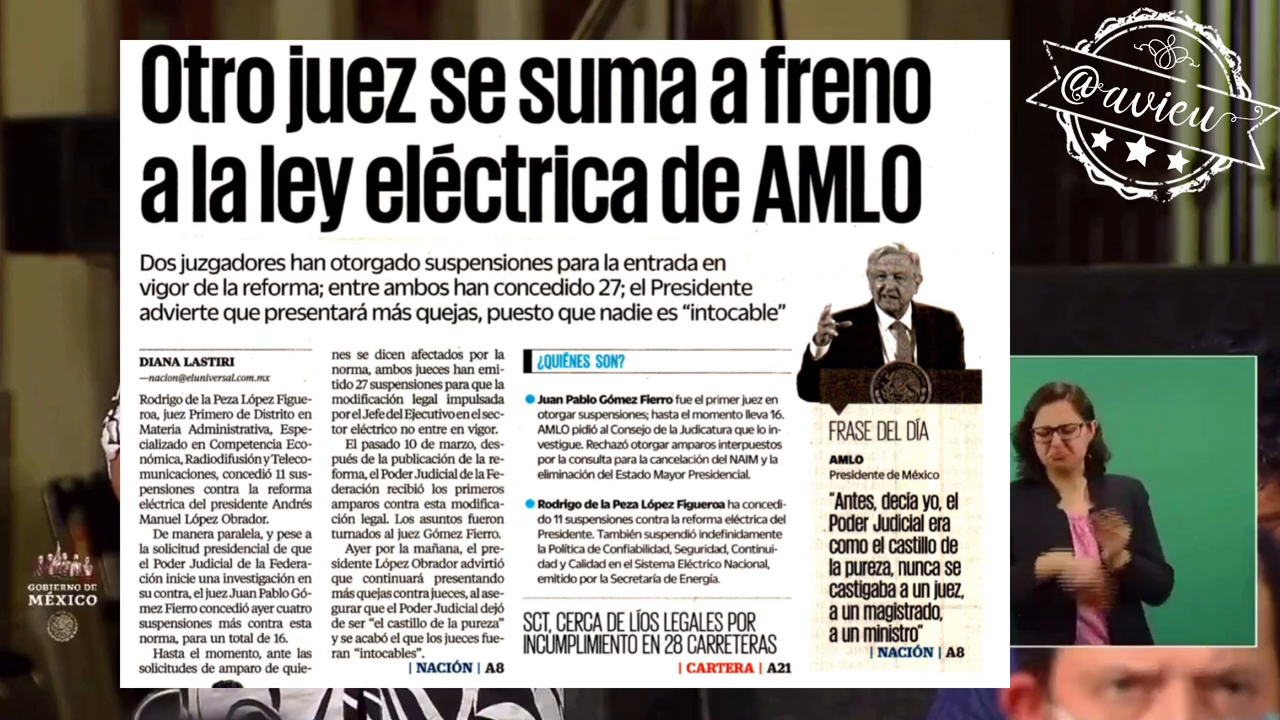 Otro juez se suma a freno
a la ley eléctrica de AMLO
Dos juzgadores han otorgado suspensiones para la entrada en
vigor de la reforma; entre ambos han concedido 27; el Presidente
advierte que presentará más quejas, puesto que nadie es “intocable”
DIANA LASTIRI
—nacion@eluniversal.com.mx
Rodrigo de la Peza López Figue-
roa, juez Primero de Distrito en
Materia Administrativa, Espe-
cializado en Competencia Eco-
nómica, Radiodifusión y Teleco-
municaciones, concedió 11 sus-
pensiones contra la reforma
eléctrica del presidente Andrés
Manuel López Obrador.
De manera paralela, y pese a
la solicitud presidencial de que
el Poder Judicial de la Federa-
ción inicie una investigación en
su contra, el juez Juan Pablo Gó-
mez Fierro concedió ayer cuatro
suspensiones más contra esta
norma, para un total de 16.
Hasta el momento, ante las
solicitudes de amparo de quie-
nes se dicen afectados por la
norma, ambos jueces han emi-
tido 27 suspensiones para que la
modificación legal impulsada
por el Jefe del Ejecutivo en el sec-
tor eléctrico no entre en vigor.
El pasado 10 de marzo, des-
pués de la publicación de la re-
forma, el Poder Judicial de la Fe-
deración recibió los primeros
amparos contra esta modifica-
ción legal. Los asuntos fueron
turnados al juez Gómez Fierro.
Ayer por la mañana, el pre-
sidente López Obrador advirtió
que continuará presentando
más quejas contra jueces, al ase-
gurar que el Poder Judicial dejó
de ser “el castillo de la pureza”
y se acabó el que los jueces fue-
ran “intocables”.
| NACIÓN | A8
¿QUIÉNES SON?
Juan Pablo Gómez Fierro fue el primer juez en
otorgar suspensiones; hasta el momento lleva 16.
AMLO pidió al Consejo de la Judicatura que lo in-
vestigue. Rechazó otorgar amparos interpuestos
por la consulta para la cancelación del NAIM y la
eliminación del Estado Mayor Presidencial.
Rodrigo de la Peza López Figueroa ha concedi-
do 11 suspensiones contra la reforma eléctrica del
Presidente. También suspendió indefinidamente
la Política de Confiabilidad, Seguridad, Continui-
dad y Calidad en el Sistema Eléctrico Nacional,
emitido por la Secretaría de Energía.
SCT, CERCA DE LÍOS LEGALES POR
INCUMPLIMIENTO EN 28 CARRETERAS
| CARTERA | A21
FRASE DEL DÍA
AMLO
Presidente de México
“Antes, decía yo, el
Poder Judicial era
como el castillo de
la pureza, nunca se
castigaba a un juez,
a un magistrado,
a un ministro”
| NACIÓN | A8
@avicu
GOBIERNO DE
MÉXICO